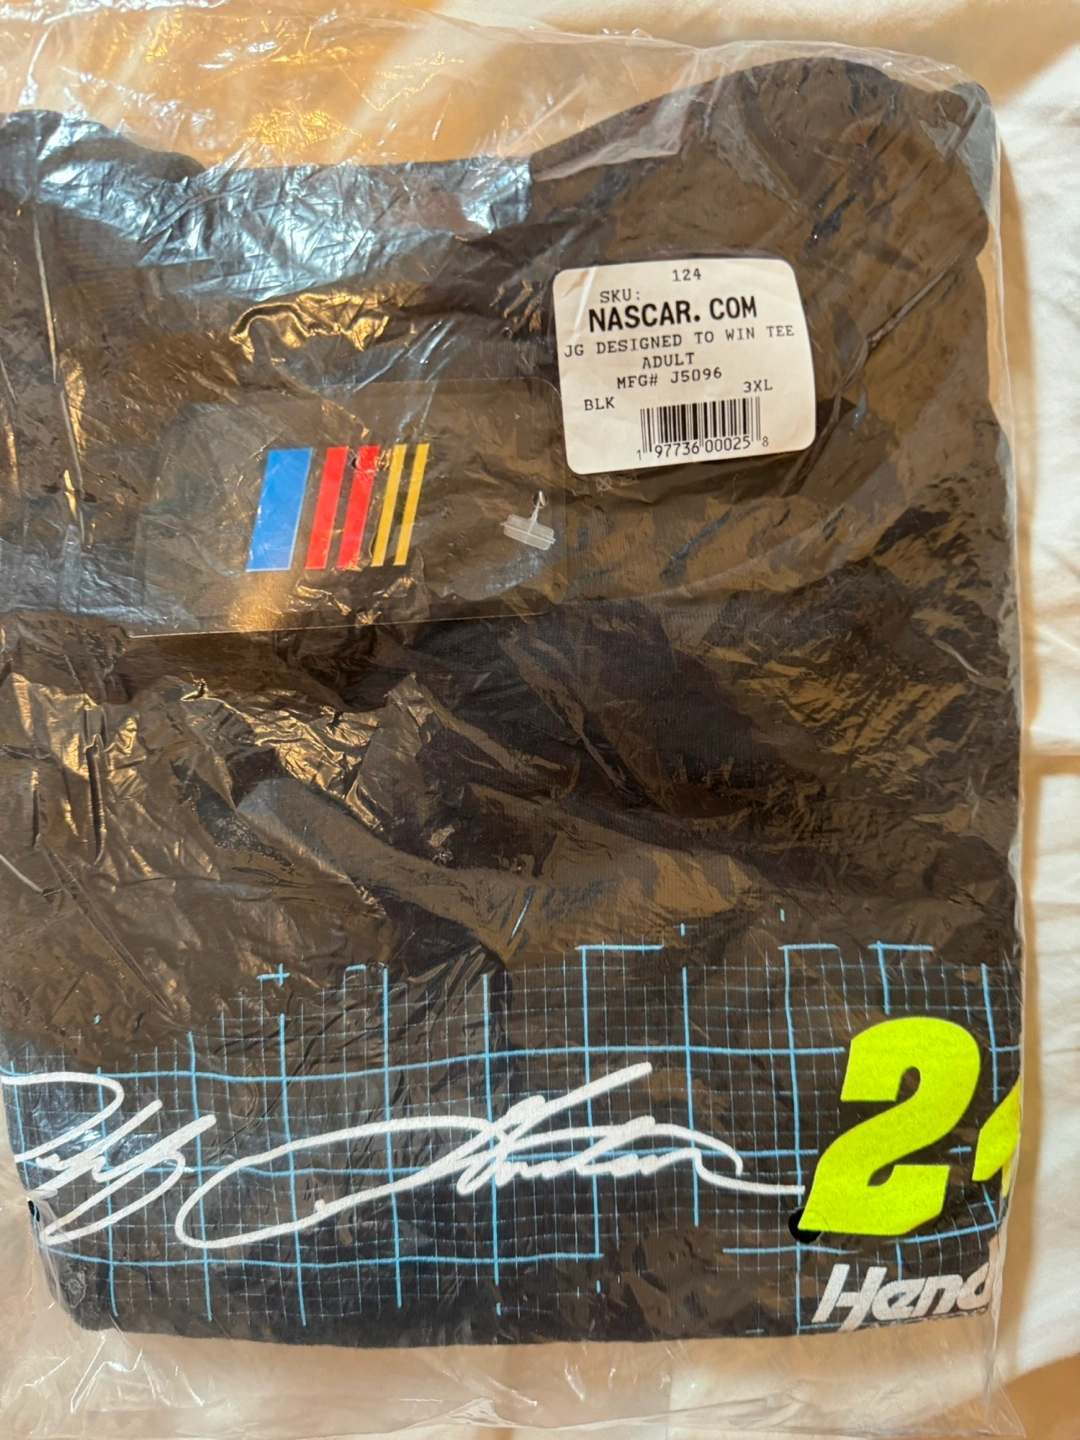 124
SKU:
NASCAR. COM
JG DESIGNED TO WIN TEE
ADULT
MFG# J5096
3XL
BLK
1 97736 00025 8
24
Hend